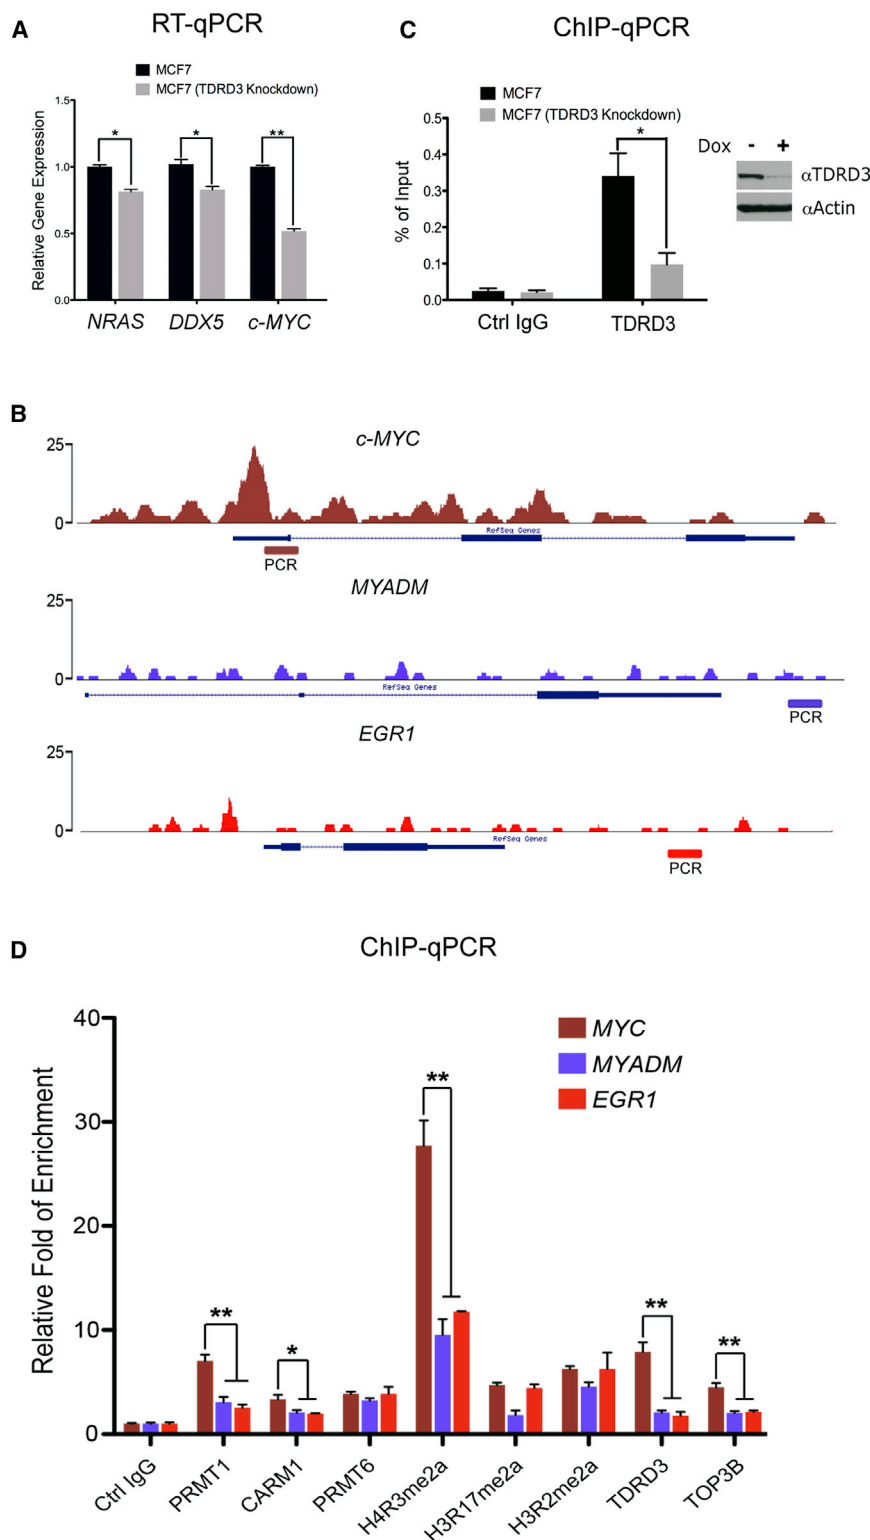 A
RT-qPCR
MCF7
MCF7 (TDRD3 Knockdown)
Relative Gene Expression
1.5
1.0
0.5
0.0
*
*
**
NRAS
DDX5
c-MYC
C
ChIP-qPCR
MCF7
MCF7 (TDRD3 Knockdown)
% of Input
0.5
0.4
0.3
0.2
0.1
0.0
*
Ctrl IgG
TDRD3
Dox - +
αTDRD3
αActin
B
c-MYC
25
0
RefSeq Genes
PCR
MYADM
25
0
RefSeq Genes
PCR
EGR1
25
0
RefSeq Genes
PCR
D
ChIP-qPCR
Relative Fold of Enrichment
40
30
20
10
0
MYC
MYADM
EGR1
**
*
**
**
**
Ctrl IgG
PRMT1
CARM1
PRMT6
H4R3me2a
H3R17me2a
H3R2me2a
TDRD3
TOP3B